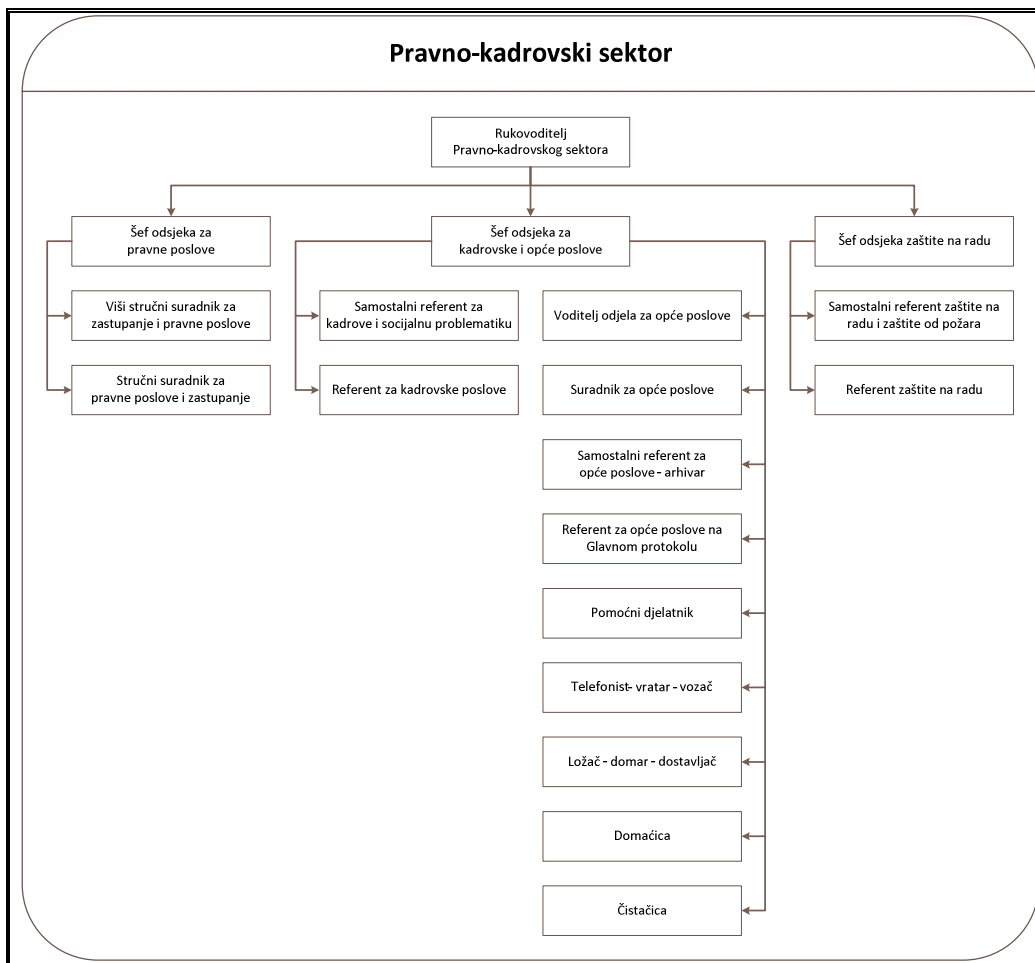 Pravno-kadrovski sektor
Rukovoditelj
Pravno-kadrovskog sektora
Šef odsjeka za
pravne poslove
Šef odsjeka za
kadrovske i opće poslove
Šef odsjeka zaštite na radu
Viši stručni suradnik za
zastupanje i pravne poslove
Samostalni referent za
kadrove i socijalnu problematiku
Voditelj odjela za opće poslove
Samostalni referent zaštite na
radu i zaštite od požara
Stručni suradnik za
pravne poslove i zastupanje
Referent za kadrovske poslove
Suradnik za opće poslove
Referent zaštite na radu
Samostalni referent za
opće poslove - arhivar
Referent za opće poslove na
Glavnom protokolu
Pomoćni djelatnik
Telefonist- vratar - vozač
Ložač - domar - dostavljač
Domaćica
Čistačica